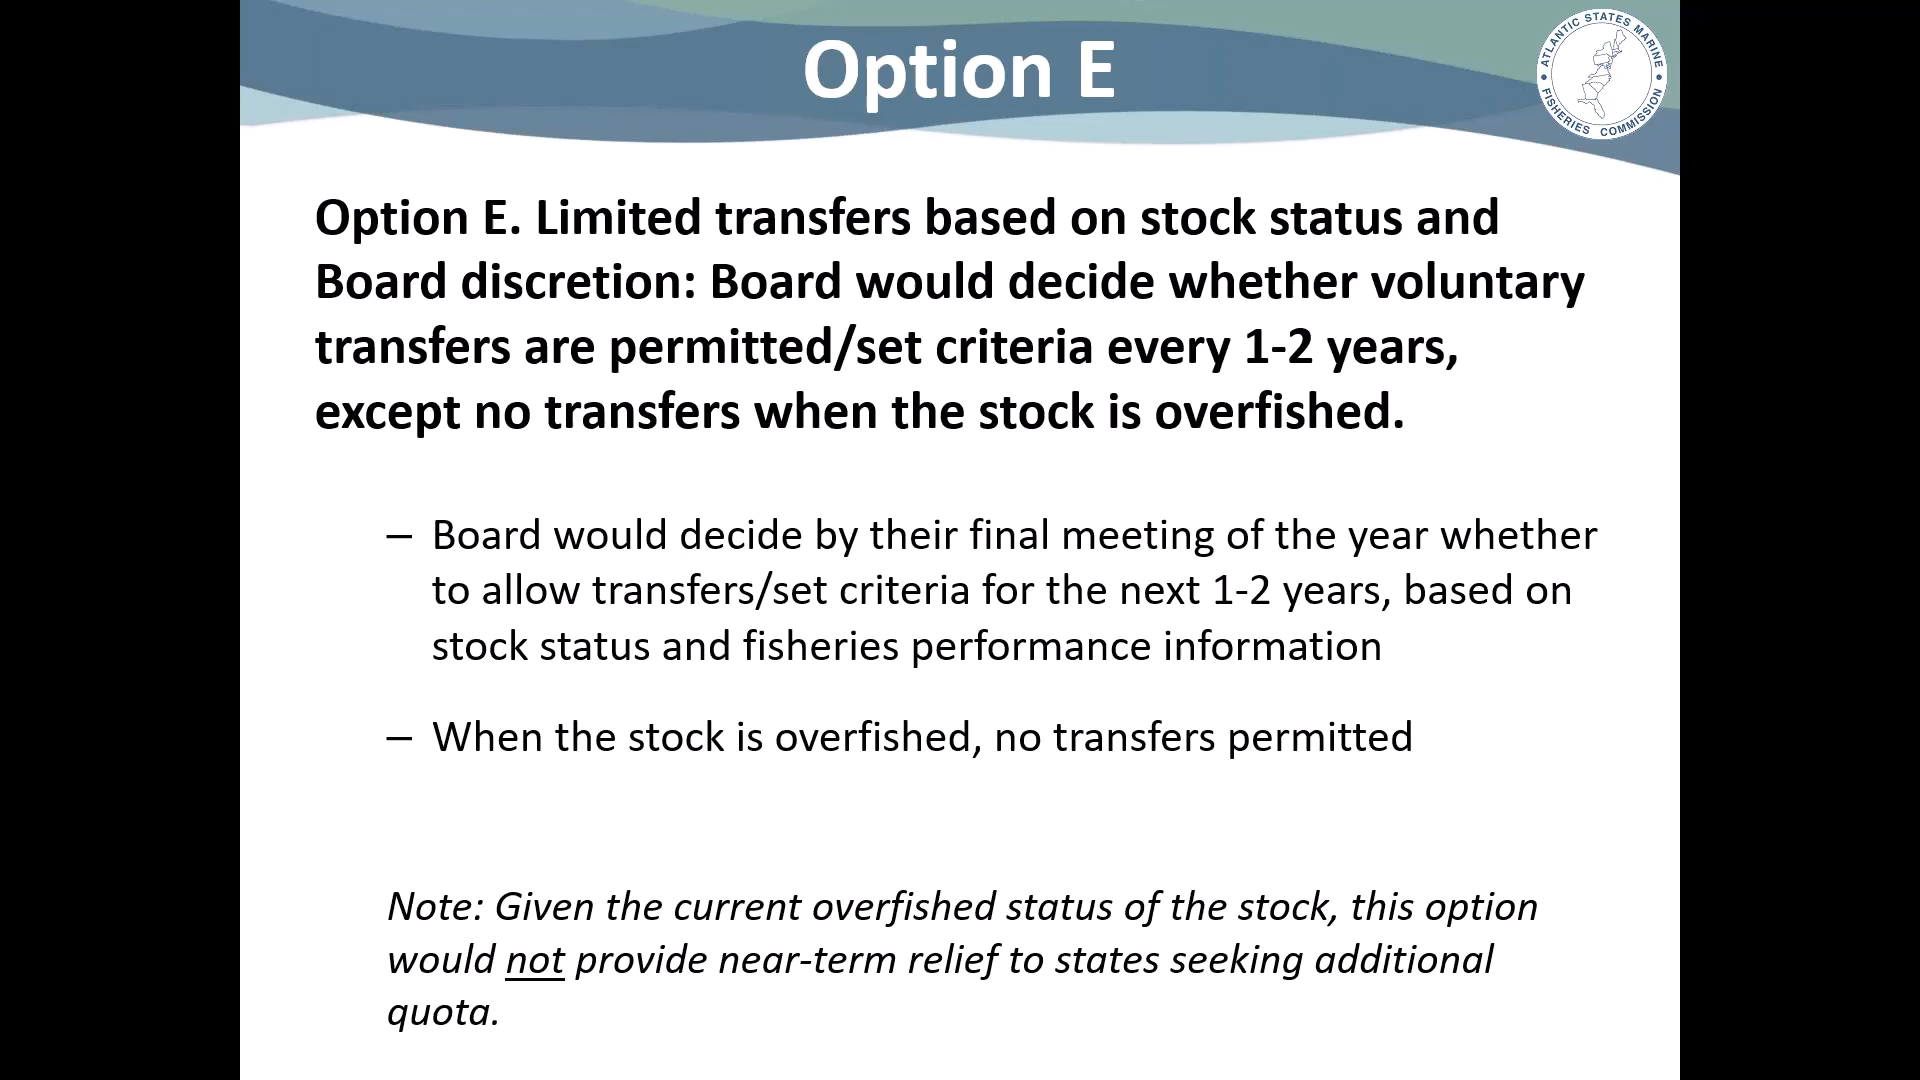 Option E
ATLANTIC STATES MARINE
FISHERIES COMMISSION
Option E. Limited transfers based on stock status and
Board discretion: Board would decide whether voluntary
transfers are permitted/set criteria every 1-2 years,
except no transfers when the stock is overfished.
– Board would decide by their final meeting of the year whether
to allow transfers/set criteria for the next 1-2 years, based on
stock status and fisheries performance information
– When the stock is overfished, no transfers permitted
Note: Given the current overfished status of the stock, this option
would not provide near-term relief to states seeking additional
quota.